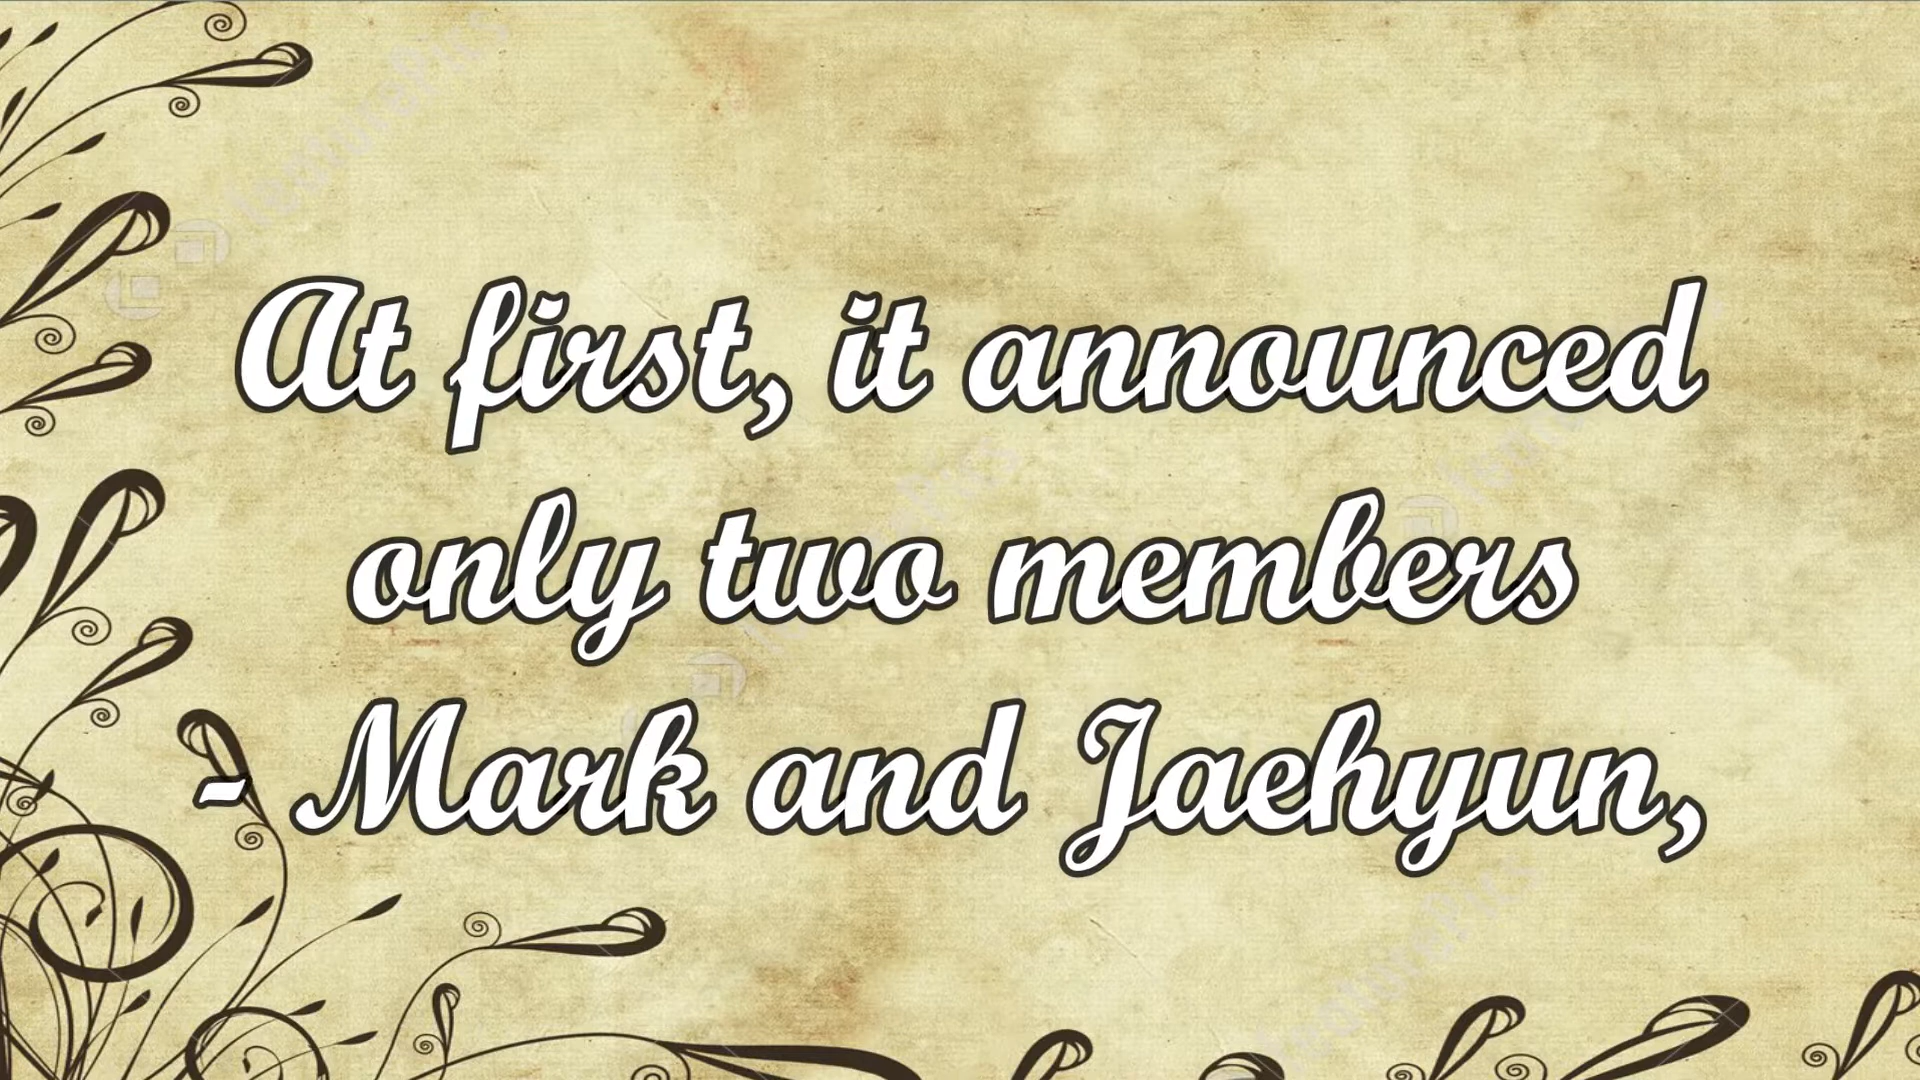 At first, it announced
only two members
- Mark and Jaehyun,